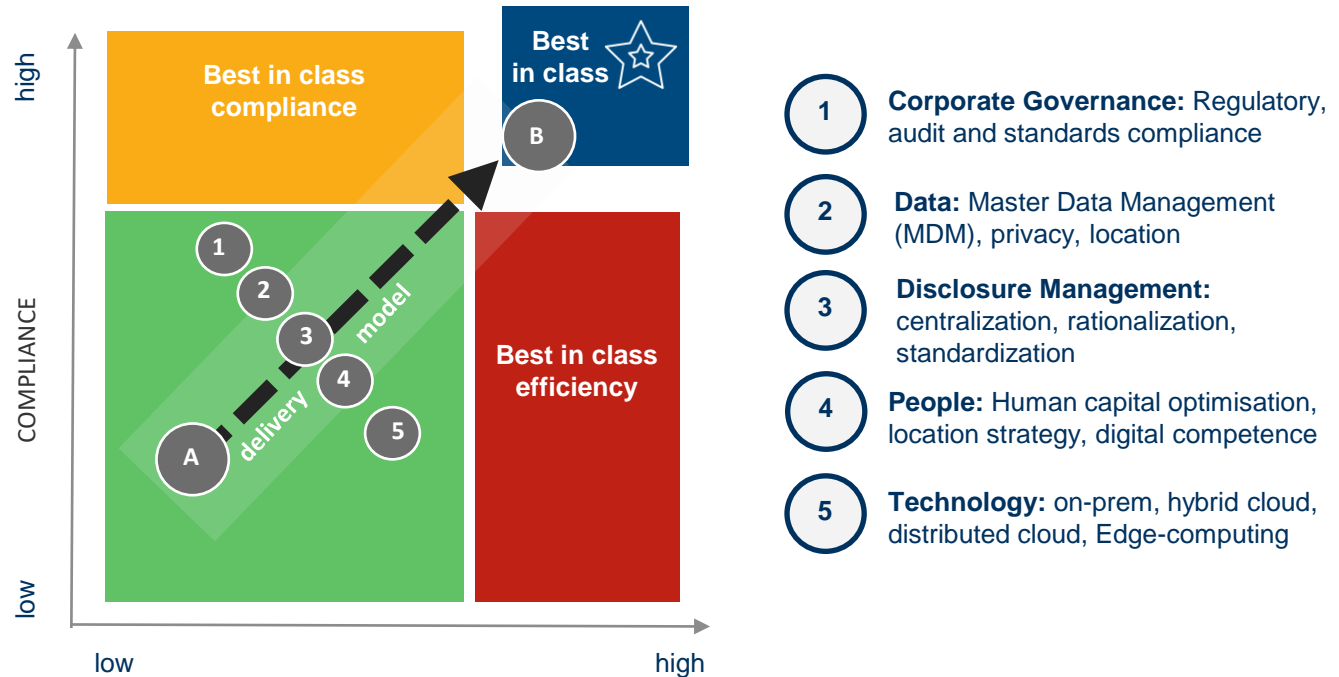 high
COMPLIANCE
low
low
high
Best in class
compliance
Best
in class
B
1
2
3
4
5
A
delivery
model
Best in class
efficiency
1
Corporate Governance: Regulatory,
audit and standards compliance
2
Data: Master Data Management
(MDM), privacy, location
3
Disclosure Management:
centralization, rationalization,
standardization
4
People: Human capital optimisation,
location strategy, digital competence
5
Technology: on-prem, hybrid cloud,
distributed cloud, Edge-computing